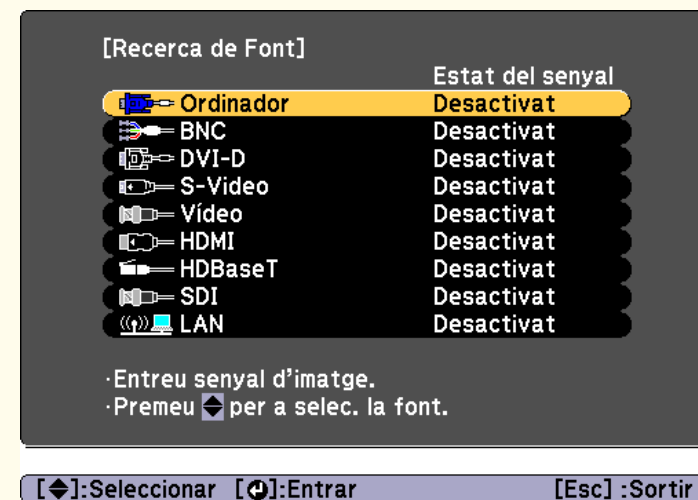 [Recerca de Font]
Estat del senyal
Ordinador Desactivat
BNC Desactivat
DVI-D Desactivat
S-Video Desactivat
Vídeo Desactivat
HDMI Desactivat
HDBaseT Desactivat
SDI Desactivat
LAN Desactivat
·Entreu senyal d'imatge.
·Premeu per a selec. la font.
[ ]:Seleccionar [ ]:Entrar [Esc] :Sortir